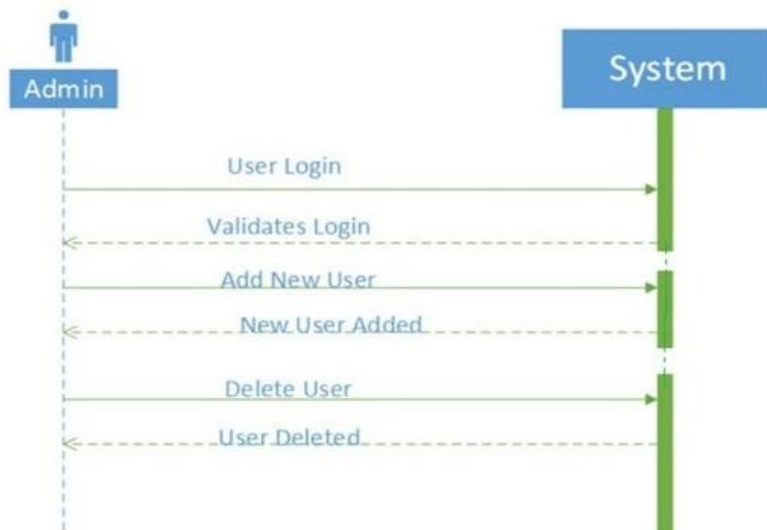 Admin
System
User Login
Validates Login
Add New User
New User Added
Delete User
User Deleted